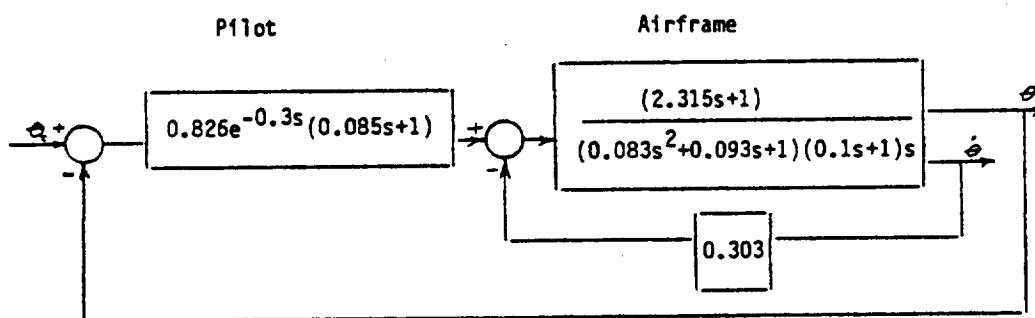 Pilot
Airframe
θc +
-
0.826e^-0.3s(0.085s+1)
+
-
(2.315s+1)
(0.083s^2+0.093s+1)(0.1s+1)s
θ
θ̇
0.303